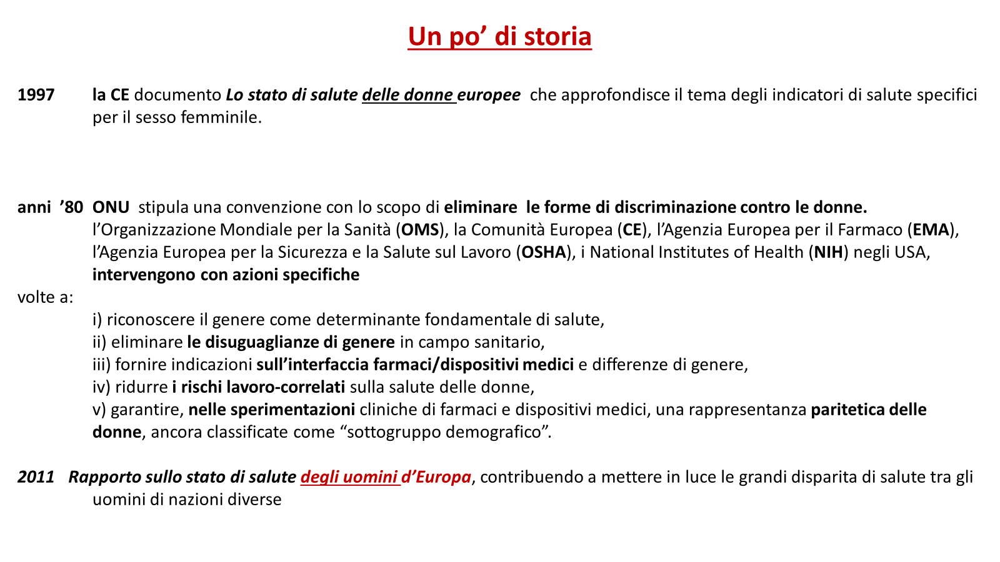 Un po’ di storia
1997 la CE documento Lo stato di salute delle donne europee che approfondisce il tema degli indicatori di salute specifici
per il sesso femminile.
anni ’80 ONU stipula una convenzione con lo scopo di eliminare le forme di discriminazione contro le donne.
l’Organizzazione Mondiale per la Sanità (OMS), la Comunità Europea (CE), l’Agenzia Europea per il Farmaco (EMA),
l’Agenzia Europea per la Sicurezza e la Salute sul Lavoro (OSHA), i National Institutes of Health (NIH) negli USA,
intervengono con azioni specifiche
volte a:
i) riconoscere il genere come determinante fondamentale di salute,
ii) eliminare le disuguaglianze di genere in campo sanitario,
iii) fornire indicazioni sull’interfaccia farmaci/dispositivi medici e differenze di genere,
iv) ridurre i rischi lavoro-correlati sulla salute delle donne,
v) garantire, nelle sperimentazioni cliniche di farmaci e dispositivi medici, una rappresentanza paritetica delle
donne, ancora classificate come “sottogruppo demografico”.
2011 Rapporto sullo stato di salute degli uomini d’Europa, contribuendo a mettere in luce le grandi disparita di salute tra gli
uomini di nazioni diverse